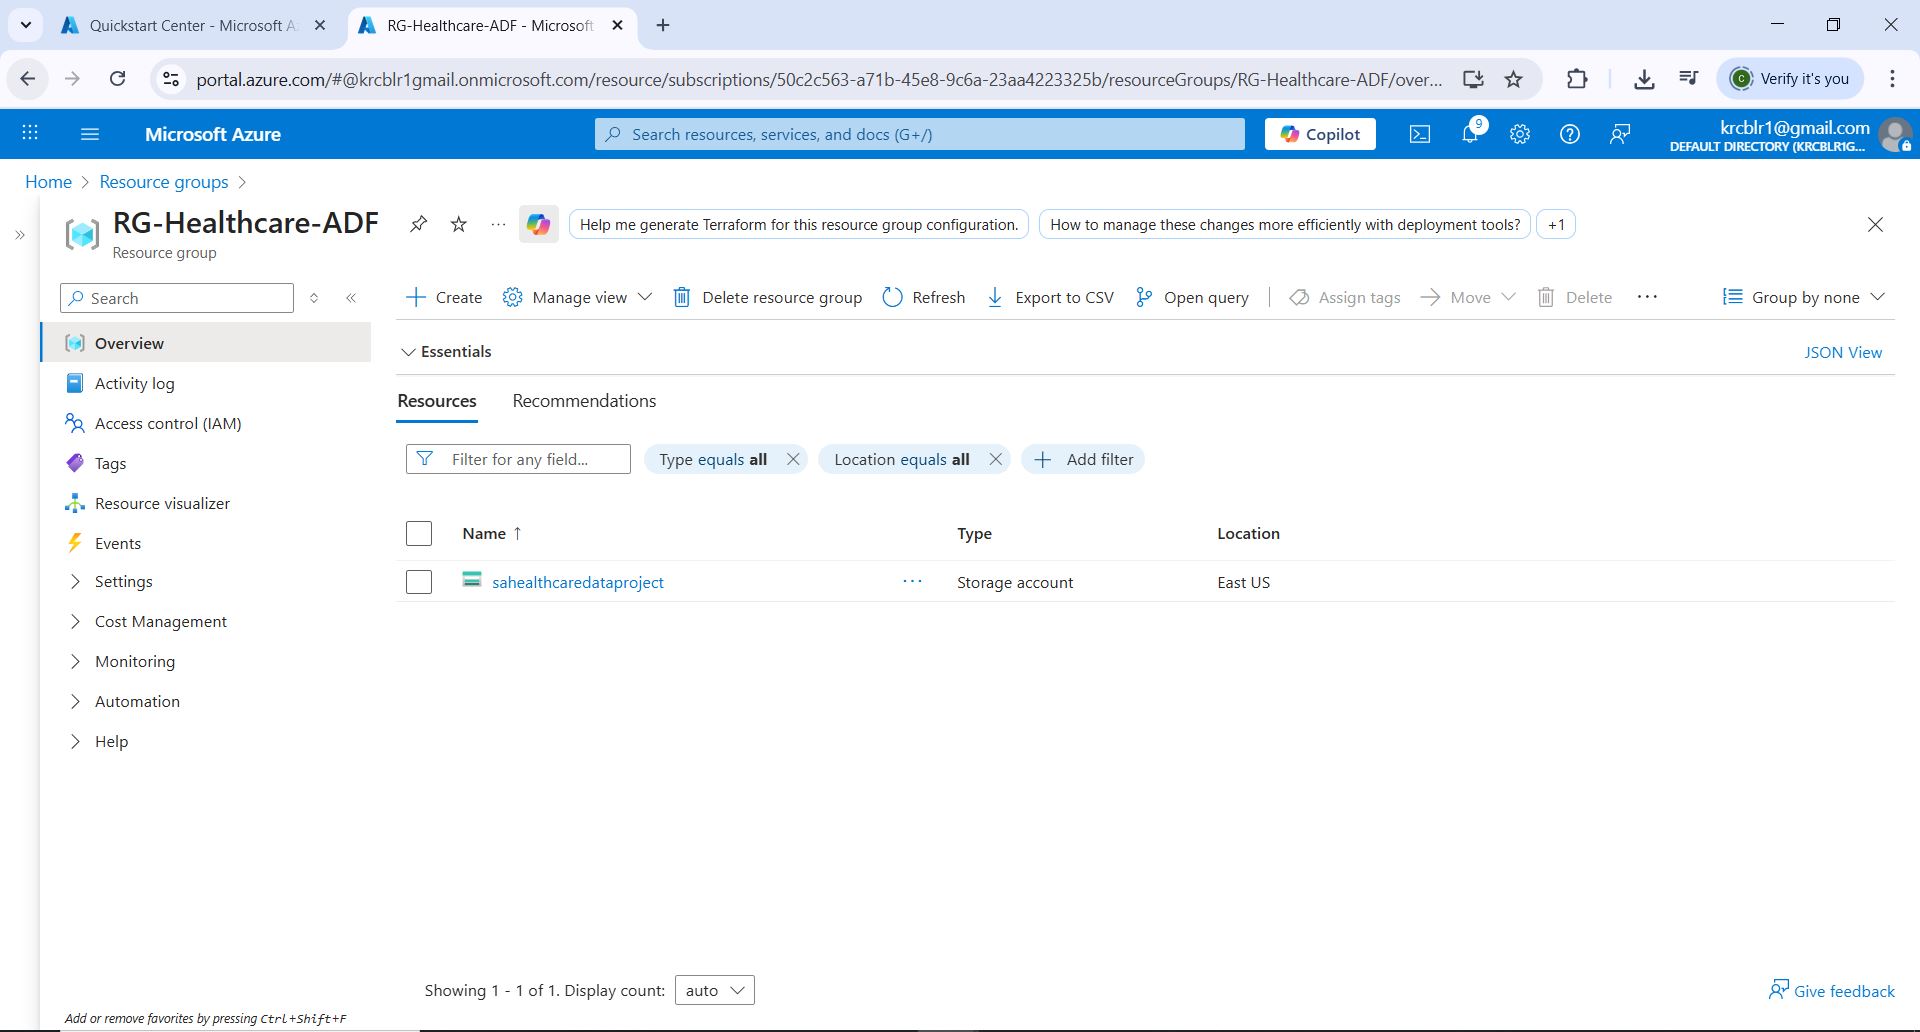 Quickstart Center - Microsoft A
RG-Healthcare-ADF - Microsoft
portal.azure.com/#@krcblr1gmail.onmicrosoft.com/resource/subscriptions/50c2c563-a71b-45e8-9c6a-23aa4223325b/resourceGroups/RG-Healthcare-ADF/over...
C
Verify it's you
Microsoft Azure
Search resources, services, and docs (G+/)
Copilot
9
krcblr1@gmail.com
DEFAULT DIRECTORY (KRCBLR1G...
Home > Resource groups >
RG-Healthcare-ADF
Resource group
Help me generate Terraform for this resource group configuration.
How to manage these changes more efficiently with deployment tools?
+1
Search
Create
Manage view
Delete resource group
Refresh
Export to CSV
Open query
Assign tags
Move
Delete
Group by none
Overview
Activity log
Access control (IAM)
Tags
Resource visualizer
Events
Settings
Cost Management
Monitoring
Automation
Help
Essentials
JSON View
Resources
Recommendations
Filter for any field...
Type equals all
Location equals all
Add filter
Name ↑
Type
Location
sahealthcaredataproject
Storage account
East US
Showing 1 - 1 of 1. Display count:
auto
Give feedback
Add or remove favorites by pressing Ctrl+Shift+F